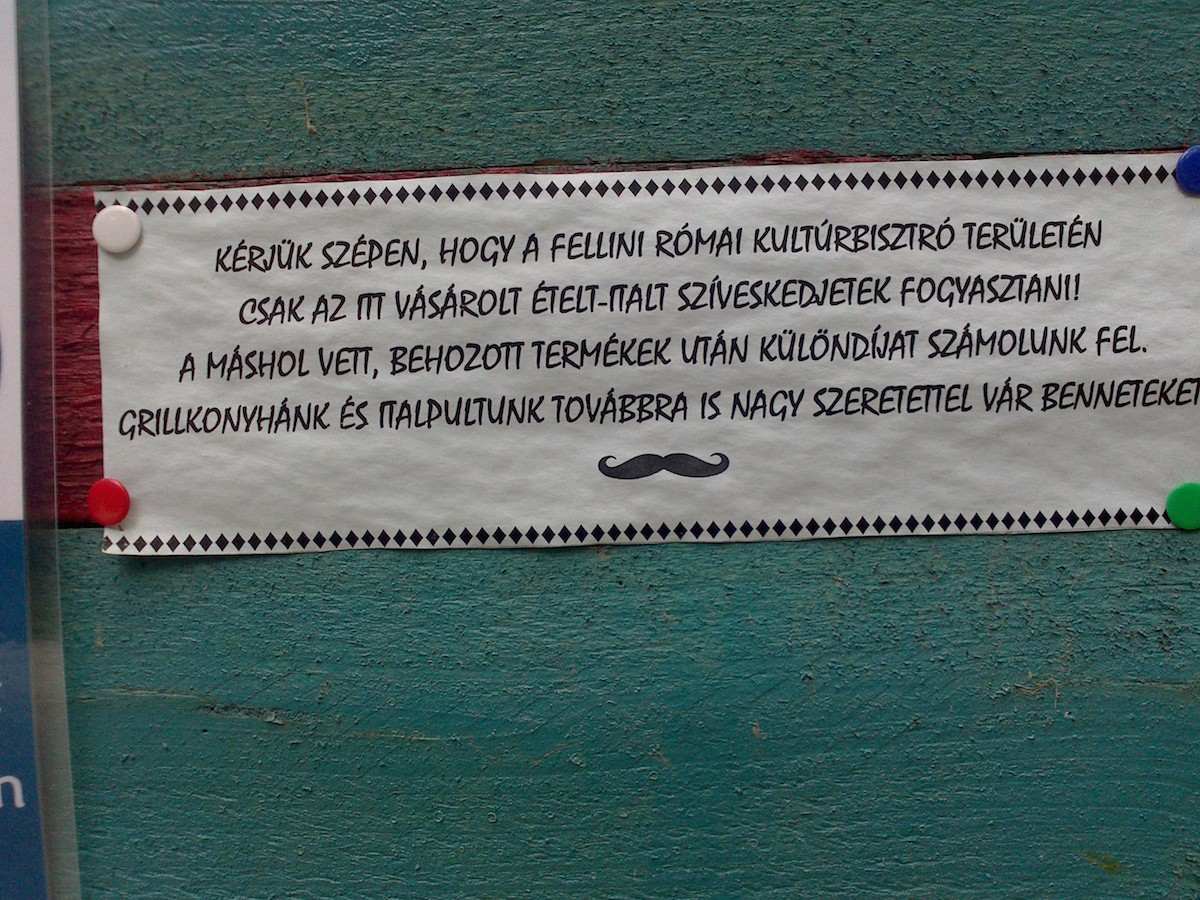 KÉRJÜK SZÉPEN, HOGY A FELLINI RÓMAI KULTÚRBISZTRÓ TERÜLETÉN
CSAK AZ ITT VÁSÁROLT ÉTELT-ITALT SZÍVESKEDJETEK FOGYASZTANI!
A MÁSHOL VETT, BEHOZOTT TERMÉKEK UTÁN KÜLÖNDÍJAT SZÁMOLUNK FEL.
GRILLKONYHÁNK ÉS ITALPULTUNK TOVÁBBRA IS NAGY SZERETETTEL VÁR BENNETEKET